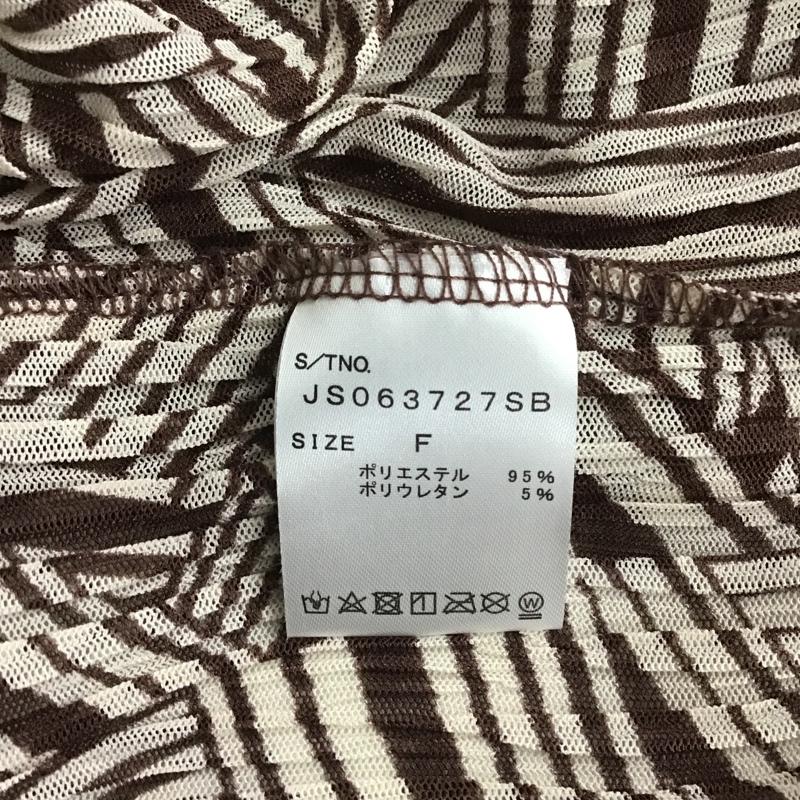 S/TNO.
JS063727SB
SIZE F
ポリエステル 95%
ポリウレタン 5%
W